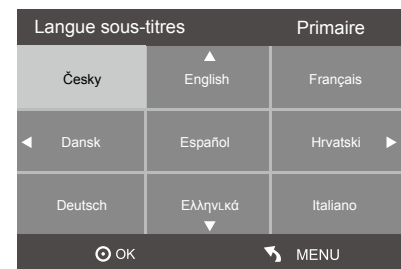 Langue sous-titres Primaire
Česky English Français
Dansk Español Hrvatski
Deutsch Ελληνικά Italiano
OK MENU